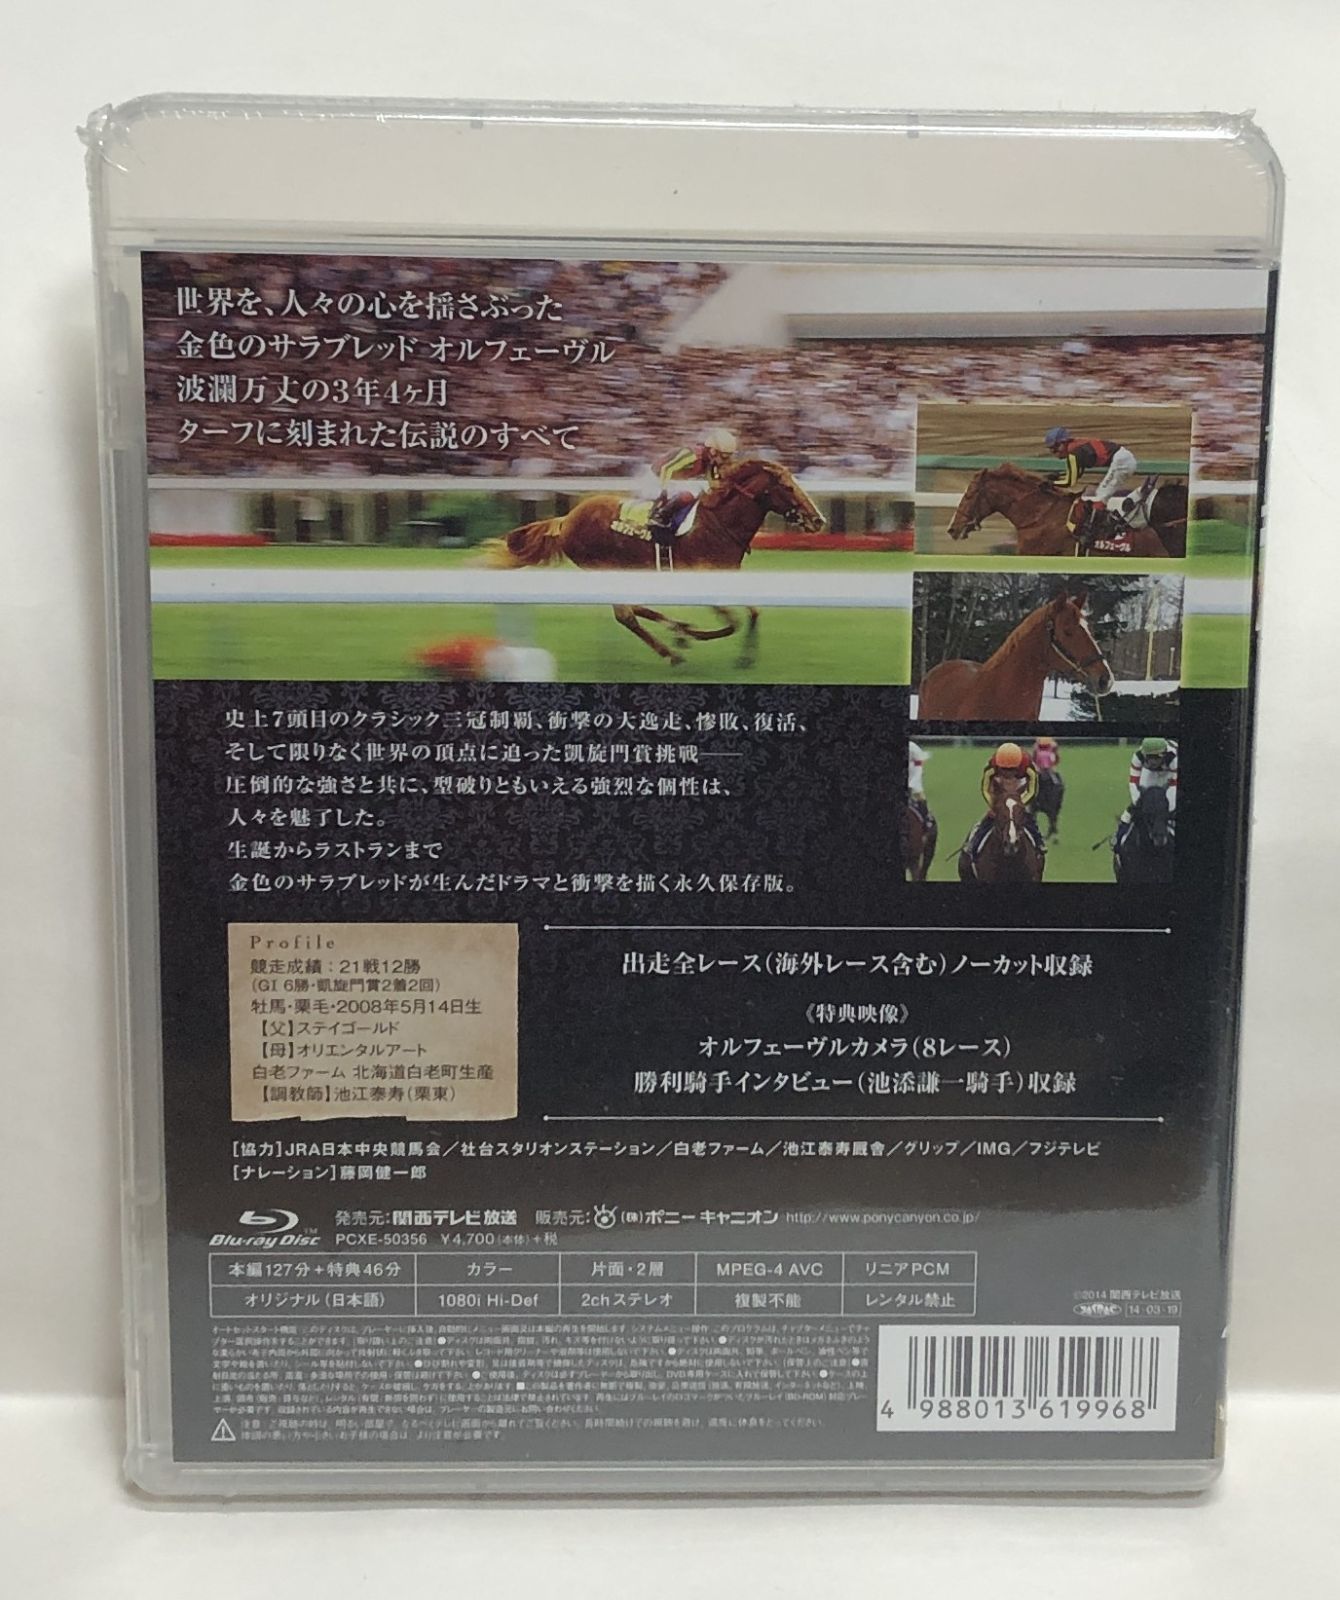 世界を、人々の心を揺さぶった
金色のサラブレッド オルフェーヴル
波瀾万丈の3年4ヶ月
ターフに刻まれた伝説のすべて
オルフェーヴル
オルフェーヴル
史上7頭目のクラシック三冠制覇、衝撃の大逸走、惨敗、復活、
そして限りなく世界の頂点に迫った凱旋門賞挑戦――
圧倒的な強さと共に、型破りともいえる強烈な個性は、
人々を魅了した。
生誕からラストランまで
金色のサラブレッドが生んだドラマと衝撃を描く永久保存版。
Profile
競走成績：21戦12勝
(GI 6勝・凱旋門賞2着2回)
牡馬・栗毛・2008年5月14日生
【父】ステイゴールド
【母】オリエンタルアート
白老ファーム 北海道白老町生産
【調教師】池江泰寿(栗東)
出走全レース(海外レース含む)ノーカット収録
《特典映像》
オルフェーヴルカメラ(8レース)
勝利騎手インタビュー(池添謙一騎手)収録
[協力]JRA日本中央競馬会／社台スタリオンステーション／白老ファーム／池江泰寿厩舎／グリップ／IMG／フジテレビ
[ナレーション]藤岡健一郎
Blu-ray Disc™ 発売元:関西テレビ放送 販売元:(株)ポニーキャニオン http://www.ponycanyon.co.jp/
PCXE-50356 ¥4,700(本体)+税
本編127分+特典46分 カラー 片面・2層 MPEG-4 AVC リニアPCM
オリジナル(日本語) 1080i Hi-Def 2chステレオ 複製不能 レンタル禁止
©2014 関西テレビ放送
14・03・19
4 988013 619968